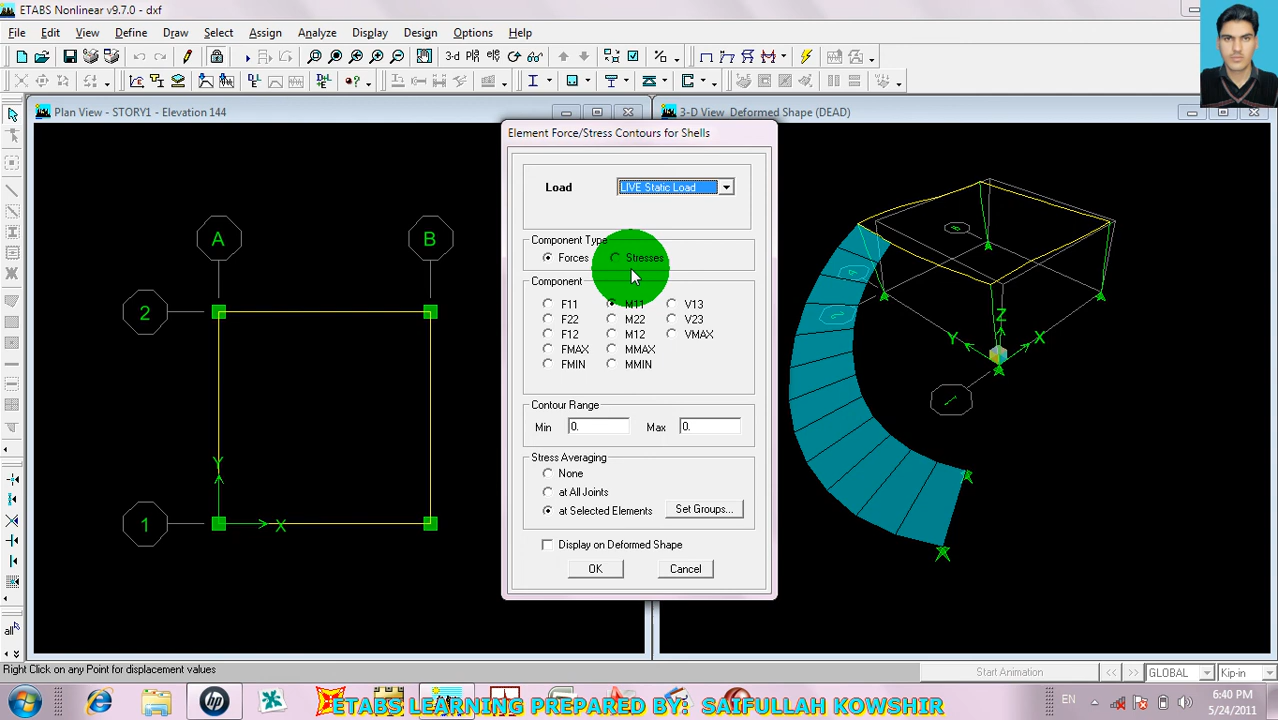 ETABS Nonlinear v9.7.0 - dxf
File Edit View Define Draw Select Assign Analyze Display Design Options Help
Plan View - STORY1 - Elevation 144
3-D View Deformed Shape (DEAD)
Element Force/Stress Contours for Shells
Load LIVE Static Load
Component Type
Forces Stresses
Component
F11 M11 V13
F22 M22 V23
F12 M12 VMAX
FMAX MMAX
FMIN MMIN
Contour Range
Min 0. Max 0.
Stress Averaging
None
at All Joints
at Selected Elements Set Groups...
Display on Deformed Shape
OK Cancel
A B
2
1
Y
X
Z
Y X
all
Right Click on any Point for displacement values
Start Animation << >> GLOBAL Kip-in
EN
6:40 PM
5/24/2011
ETABS LEARNING PREPARED BY: SAIFULLAH KOWSHIR